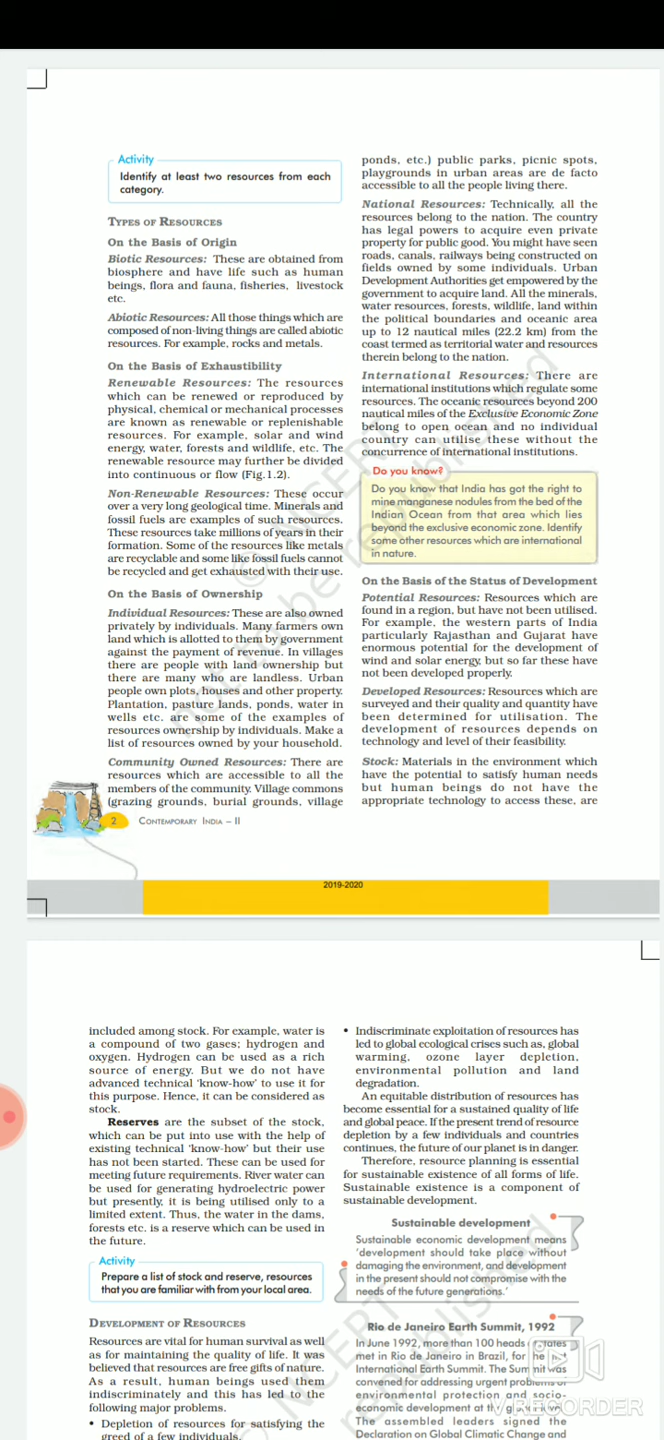 Activity
Identify at least two resources from each
category.
TYPES OF RESOURCES
On the Basis of Origin
Biotic Resources: These are obtained from
biosphere and have life such as human
beings, flora and fauna, fisheries, livestock
etc.
Abiotic Resources: All those things which are
composed of non-living things are called abiotic
resources. For example, rocks and metals.
On the Basis of Exhaustibility
Renewable Resources: The resources
which can be renewed or reproduced by
physical, chemical or mechanical processes
are known as renewable or replenishable
resources. For example, solar and wind
energy, water, forests and wildlife, etc. The
renewable resource may further be divided
into continuous or flow (Fig.1.2).
Non-Renewable Resources: These occur
over a very long geological time. Minerals and
fossil fuels are examples of such resources.
These resources take millions of years in their
formation. Some of the resources like metals
are recyclable and some like fossil fuels cannot
be recycled and get exhausted with their use.
On the Basis of Ownership
Individual Resources: These are also owned
privately by individuals. Many farmers own
land which is allotted to them by government
against the payment of revenue. In villages
there are people with land ownership but
there are many who are landless. Urban
people own plots, houses and other property.
Plantation, pasture lands, ponds, water in
wells etc. are some of the examples of
resources ownership by individuals. Make a
list of resources owned by your household.
Community Owned Resources: There are
resources which are accessible to all the
members of the community. Village commons
(grazing grounds, burial grounds, village
2 CONTEMPORARY INDIA – II
ponds, etc.) public parks, picnic spots,
playgrounds in urban areas are de facto
accessible to all the people living there.
National Resources: Technically, all the
resources belong to the nation. The country
has legal powers to acquire even private
property for public good. You might have seen
roads, canals, railways being constructed on
fields owned by some individuals. Urban
Development Authorities get empowered by the
government to acquire land. All the minerals,
water resources, forests, wildlife, land within
the political boundaries and oceanic area
up to 12 nautical miles (22.2 km) from the
coast termed as territorial water and resources
therein belong to the nation.
International Resources: There are
international institutions which regulate some
resources. The oceanic resources beyond 200
nautical miles of the Exclusive Economic Zone
belong to open ocean and no individual
country can utilise these without the
concurrence of international institutions.
Do you know?
Do you know that India has got the right to
mine manganese nodules from the bed of the
Indian Ocean from that area which lies
beyond the exclusive economic zone. Identify
some other resources which are international
in nature.
On the Basis of the Status of Development
Potential Resources: Resources which are
found in a region, but have not been utilised.
For example, the western parts of India
particularly Rajasthan and Gujarat have
enormous potential for the development of
wind and solar energy, but so far these have
not been developed properly.
Developed Resources: Resources which are
surveyed and their quality and quantity have
been determined for utilisation. The
development of resources depends on
technology and level of their feasibility.
Stock: Materials in the environment which
have the potential to satisfy human needs
but human beings do not have the
appropriate technology to access these, are
© NCERT
not to be republished
2019-2020
included among stock. For example, water is
a compound of two gases; hydrogen and
oxygen. Hydrogen can be used as a rich
source of energy. But we do not have
advanced technical 'know-how' to use it for
this purpose. Hence, it can be considered as
stock.
Reserves are the subset of the stock,
which can be put into use with the help of
existing technical 'know-how' but their use
has not been started. These can be used for
meeting future requirements. River water can
be used for generating hydroelectric power
but presently, it is being utilised only to a
limited extent. Thus, the water in the dams,
forests etc. is a reserve which can be used in
the future.
Activity
Prepare a list of stock and reserve, resources
that you are familiar with from your local area.
DEVELOPMENT OF RESOURCES
Resources are vital for human survival as well
as for maintaining the quality of life. It was
believed that resources are free gifts of nature.
As a result, human beings used them
indiscriminately and this has led to the
following major problems.
• Depletion of resources for satisfying the
greed of a few individuals.
• Indiscriminate exploitation of resources has
led to global ecological crises such as, global
warming, ozone layer depletion,
environmental pollution and land
degradation.
An equitable distribution of resources has
become essential for a sustained quality of life
and global peace. If the present trend of resource
depletion by a few individuals and countries
continues, the future of our planet is in danger.
Therefore, resource planning is essential
for sustainable existence of all forms of life.
Sustainable existence is a component of
sustainable development.
Sustainable development
Sustainable economic development means
'development should take place without
damaging the environment, and development
in the present should not compromise with the
needs of the future generations.'
Rio de Janeiro Earth Summit, 1992
In June 1992, more than 100 heads
met in Rio de Janeiro in Brazil, for
International Earth Summit. The Summit was
convened for addressing urgent problems of
environmental protection and socio-
economic development at the
The assembled leaders signed the
Declaration on Global Climatic Change and
© NCERT
republished
V RECORDER